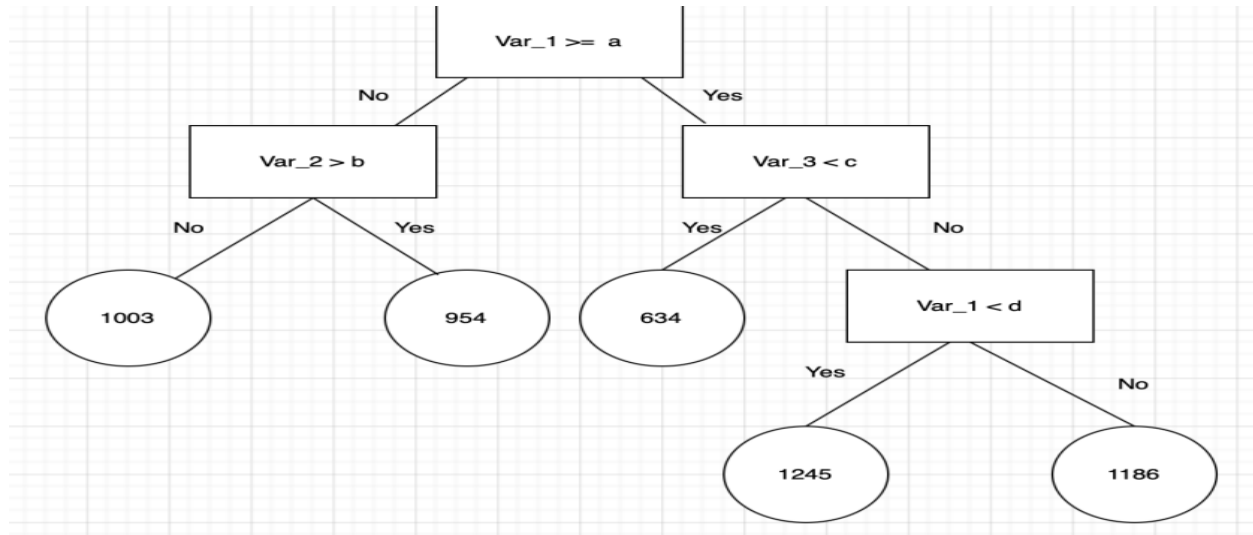 Var_1 >= a
No
Yes
Var_2 > b
Var_3 < c
No
Yes
Yes
No
1003
954
634
Var_1 < d
Yes
No
1245
1186